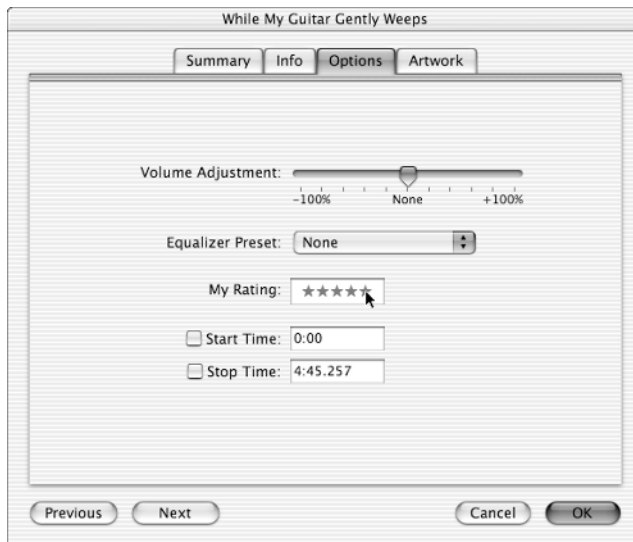 While My Guitar Gently Weeps
Summary Info Options Artwork
Volume Adjustment:
-100% None +100%
Equalizer Preset: None
My Rating: ★★★★★
Start Time: 0:00
Stop Time: 4:45.257
Previous Next Cancel OK